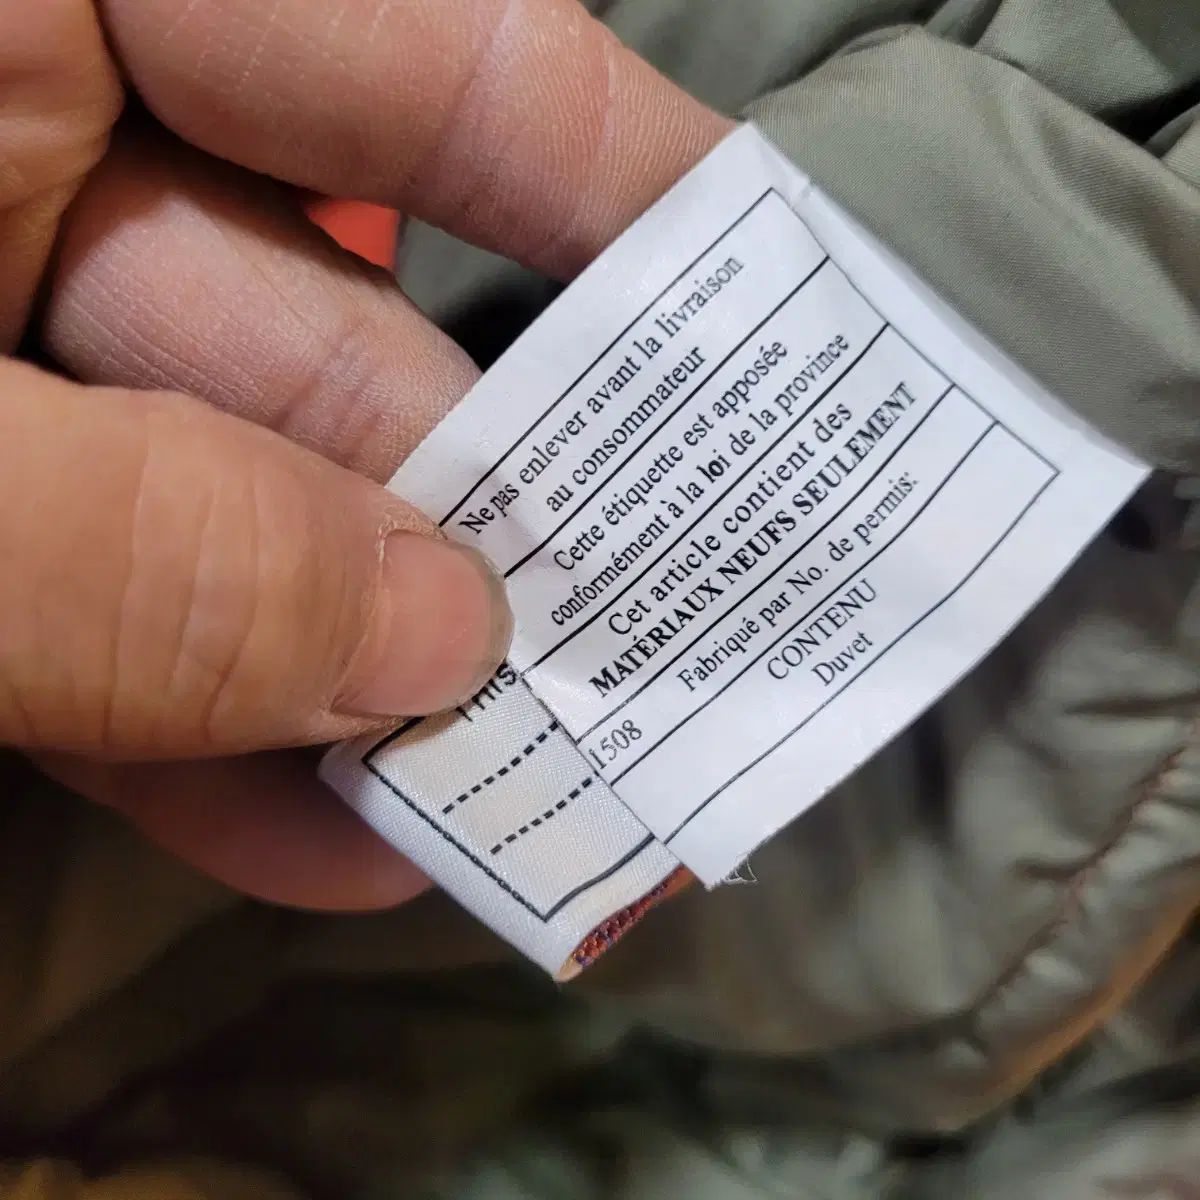 Ne pas enlever avant la livraison
au consommateur
Cette étiquette est apposée
conformément à la loi de la province
Cet article contient des
MATÉRIAUX NEUFS SEULEMENT
Fabriqué par No. de permis:
1508
CONTENU
Duvet
This